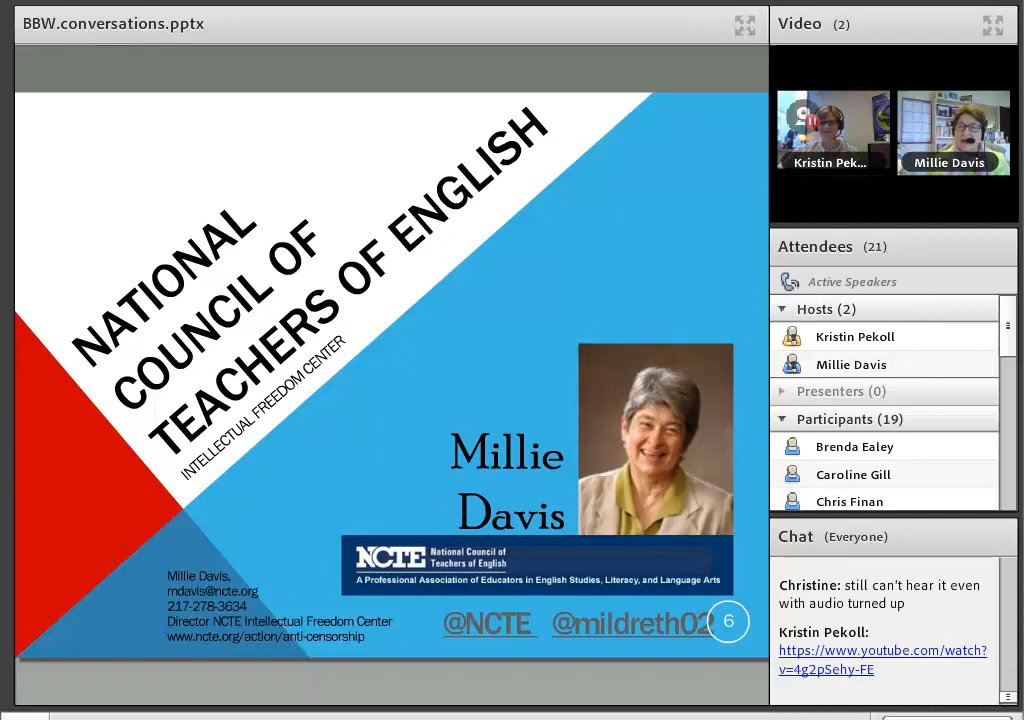 BBW.conversations.pptx
NATIONAL
COUNCIL OF
TEACHERS OF ENGLISH
INTELLECTUAL FREEDOM CENTER
Millie
Davis
NCTE National Council of
Teachers of English
A Professional Association of Educators in English Studies, Literacy, and Language Arts
Millie Davis,
mdavis@ncte.org
217-278-3634
Director NCTE Intellectual Freedom Center
www.ncte.org/action/anti-censorship
@NCTE @mildreth02
6
Video (2)
Kristin Pek...
Millie Davis
Attendees (21)
Active Speakers
Hosts (2)
Kristin Pekoll
Millie Davis
Presenters (0)
Participants (19)
Brenda Ealey
Caroline Gill
Chris Finan
Chat (Everyone)
Christine: still can't hear it even
with audio turned up
Kristin Pekoll:
https://www.youtube.com/watch?
v=4g2pSehy-FE